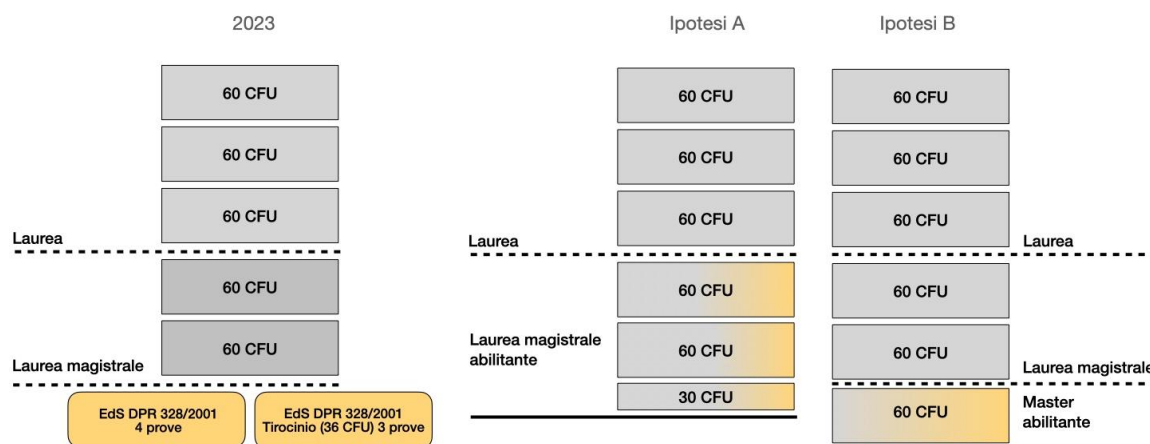 2023
60 CFU
60 CFU
60 CFU
Laurea
60 CFU
60 CFU
Laurea magistrale
EdS DPR 328/2001
4 prove
EdS DPR 328/2001
Tirocinio (36 CFU) 3 prove
Ipotesi A
60 CFU
60 CFU
60 CFU
Laurea
60 CFU
Laurea magistrale
abilitante
60 CFU
30 CFU
Ipotesi B
60 CFU
60 CFU
60 CFU
Laurea
60 CFU
60 CFU
Laurea magistrale
60 CFU
Master
abilitante